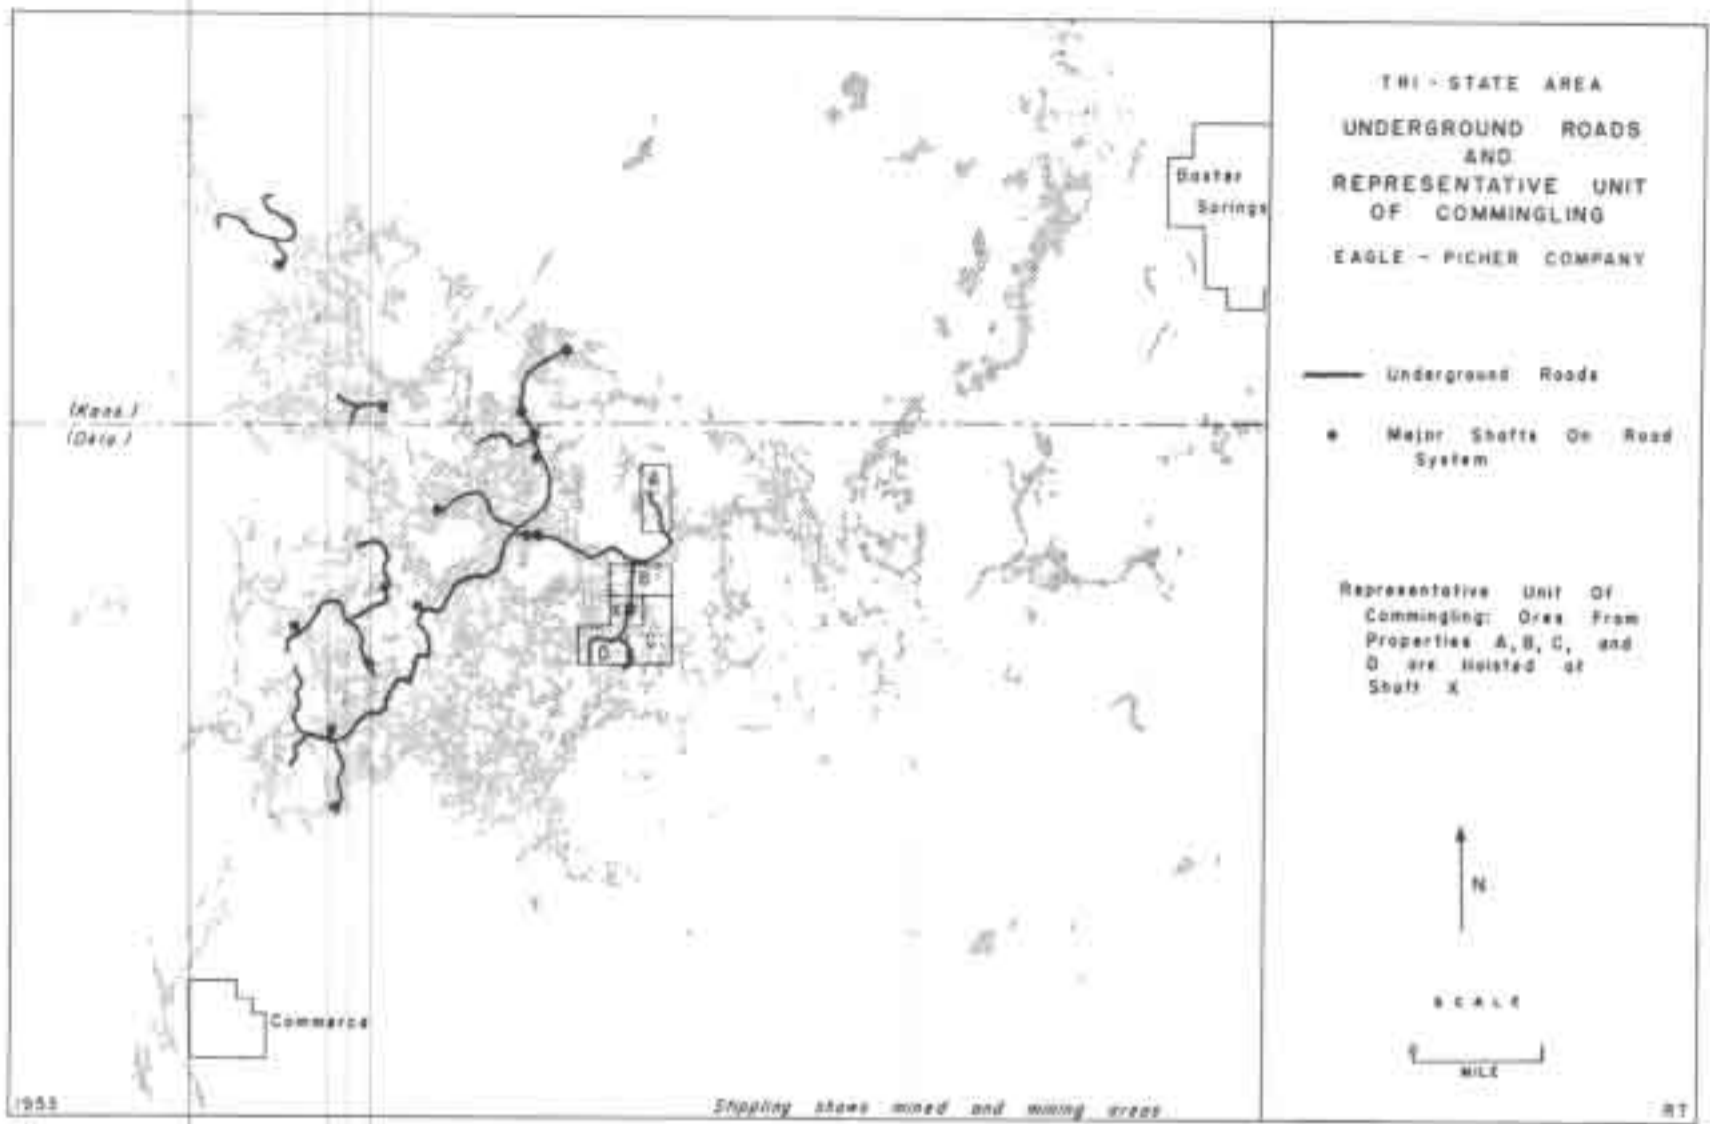 TRI - STATE AREA
UNDERGROUND ROADS
AND
REPRESENTATIVE UNIT
OF COMMINGLING
EAGLE - PICHER COMPANY
Underground Roads
Major Shafts On Road
System
Representative Unit Of
Commingling: Ores From
Properties A, B, C, and
D are Hoisted at
Shaft X
N
SCALE
0
MILE
RT
Baxter
Springs
(Kans.)
(Okla.)
A
B
X
C
D
Commerce
1953
Stippling shows mined and mining areas